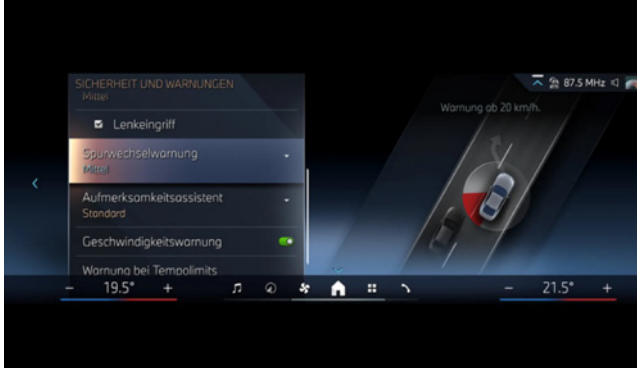 SICHERHEIT UND WARNUNGEN
Mittel
Lenkeingriff
Spurwechselwarnung
Mittel
Aufmerksamkeitsassistent
Standard
Geschwindigkeitswarnung
Warnung bei Tempolimits
87.5 MHz
Warnung ab 20 km/h.
- 19.5° +
- 21.5° +